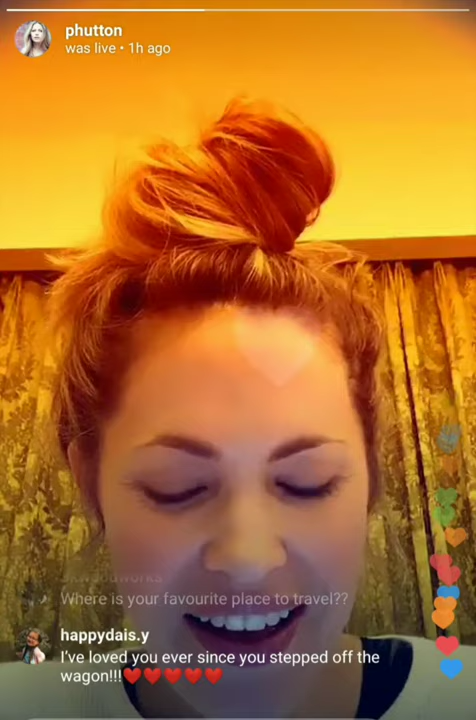 phutton
was live • 1h ago
Where is your favourite place to travel??
happydais.y
I've loved you ever since you stepped off the
wagon!!!❤️❤️❤️❤️❤️